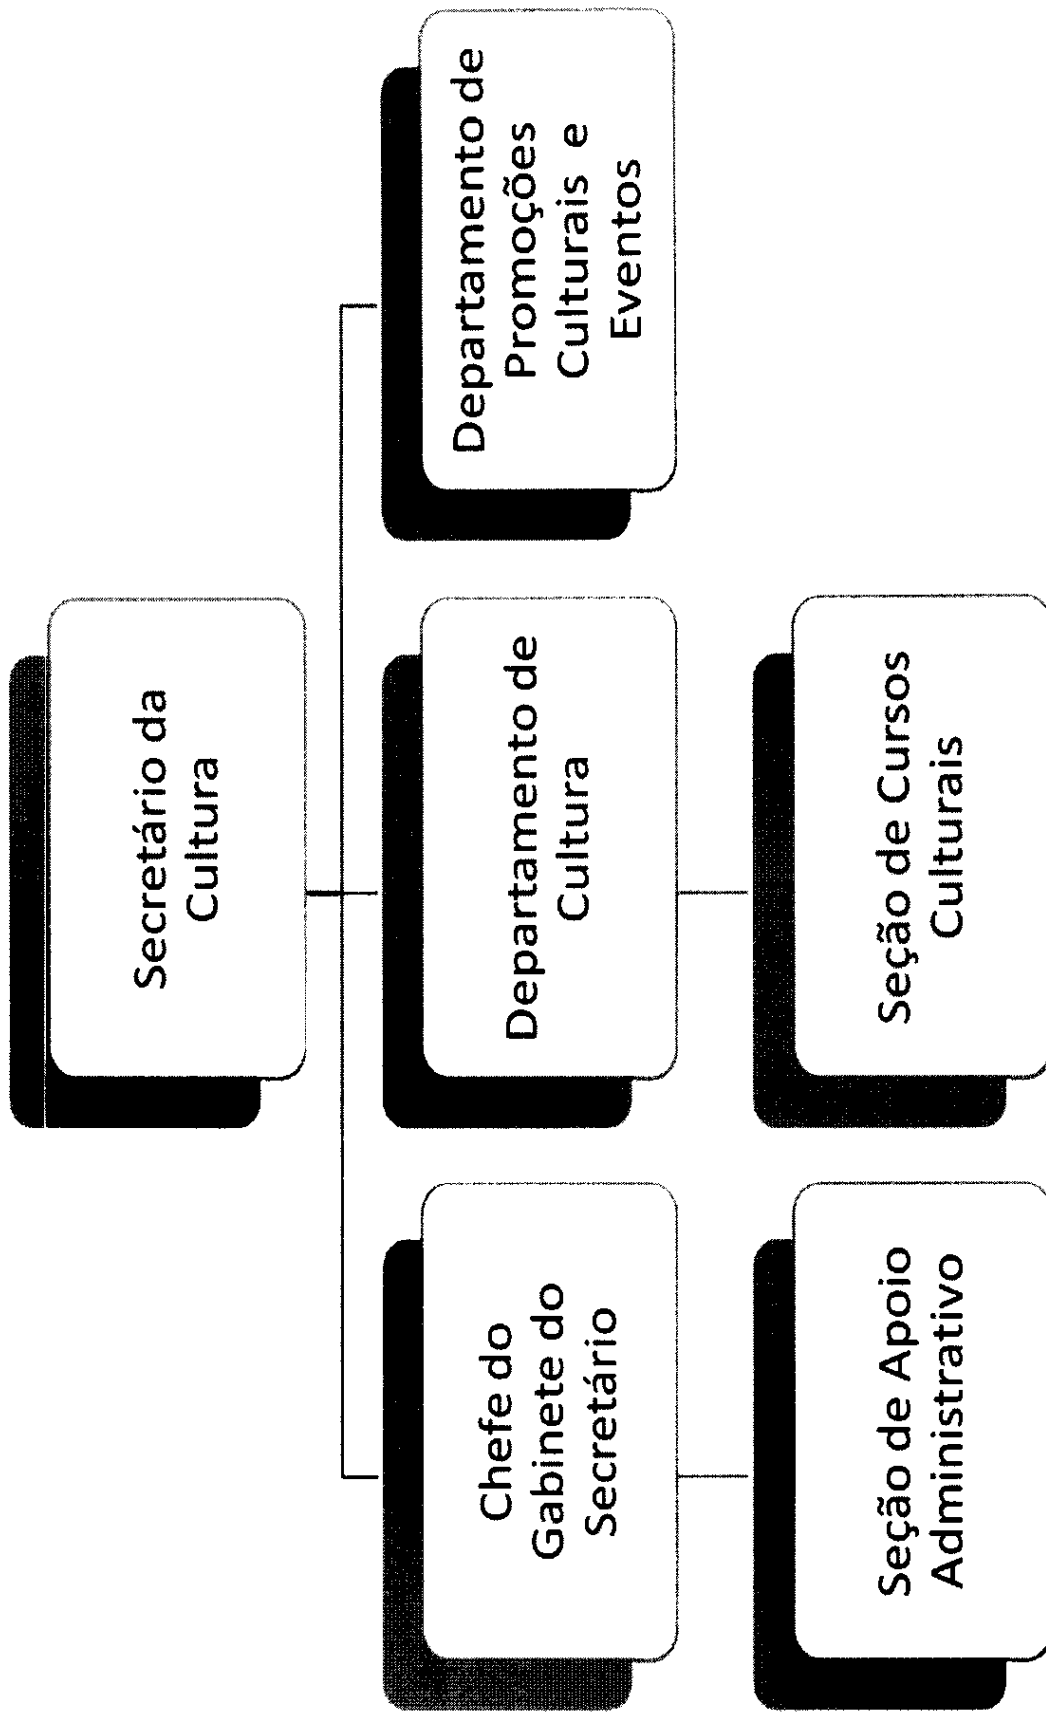 Secretário da
Cultura
Chefe do
Gabinete do
Secretário
Departamento de
Cultura
Departamento de
Promoções
Culturais e
Eventos
Seção de Apoio
Administrativo
Seção de Cursos
Culturais